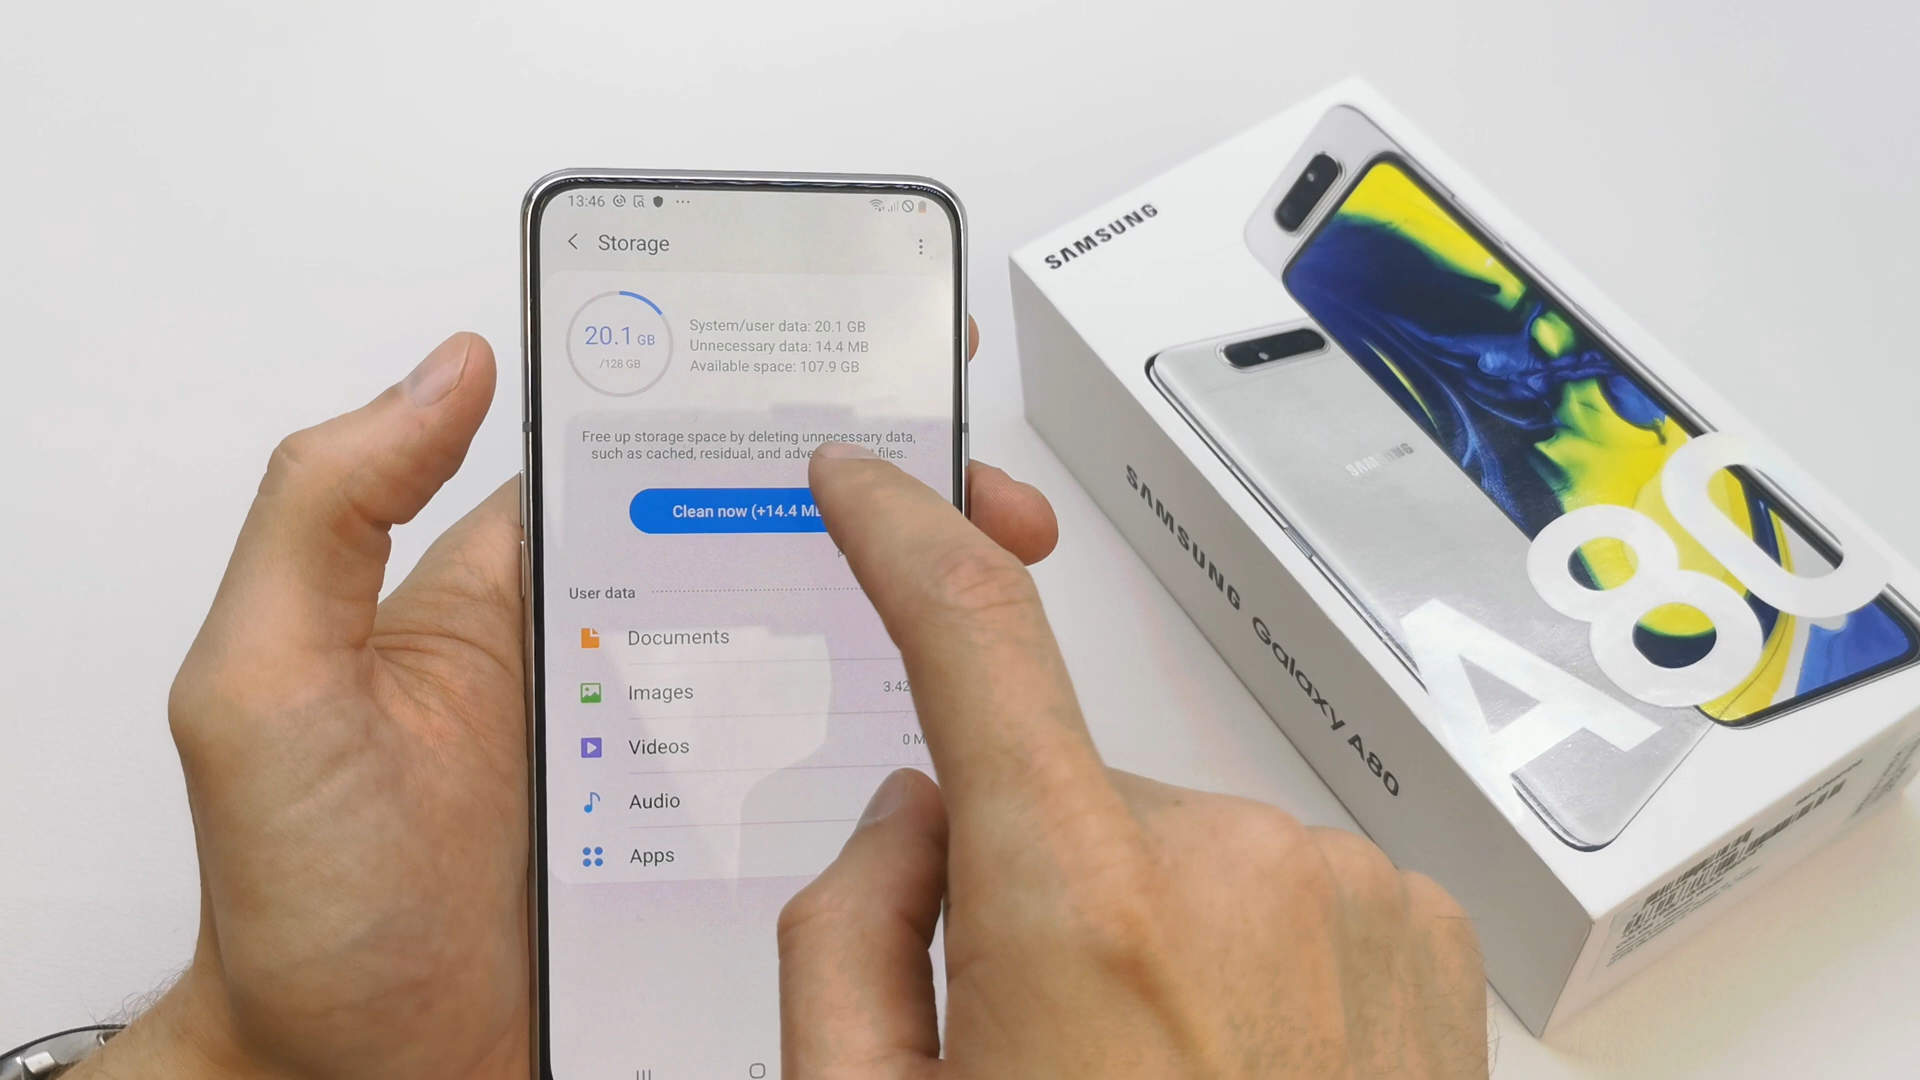 13:46
Storage
20.1 GB
/128 GB
System/user data: 20.1 GB
Unnecessary data: 14.4 MB
Available space: 107.9 GB
Free up storage space by deleting unnecessary data,
such as cached, residual, and files.
Clean now (+14.4
User data
Documents
Images
3.42
Videos
0
Audio
Apps
SAMSUNG
SAMSUNG
A80
SAMSUNG Galaxy A80